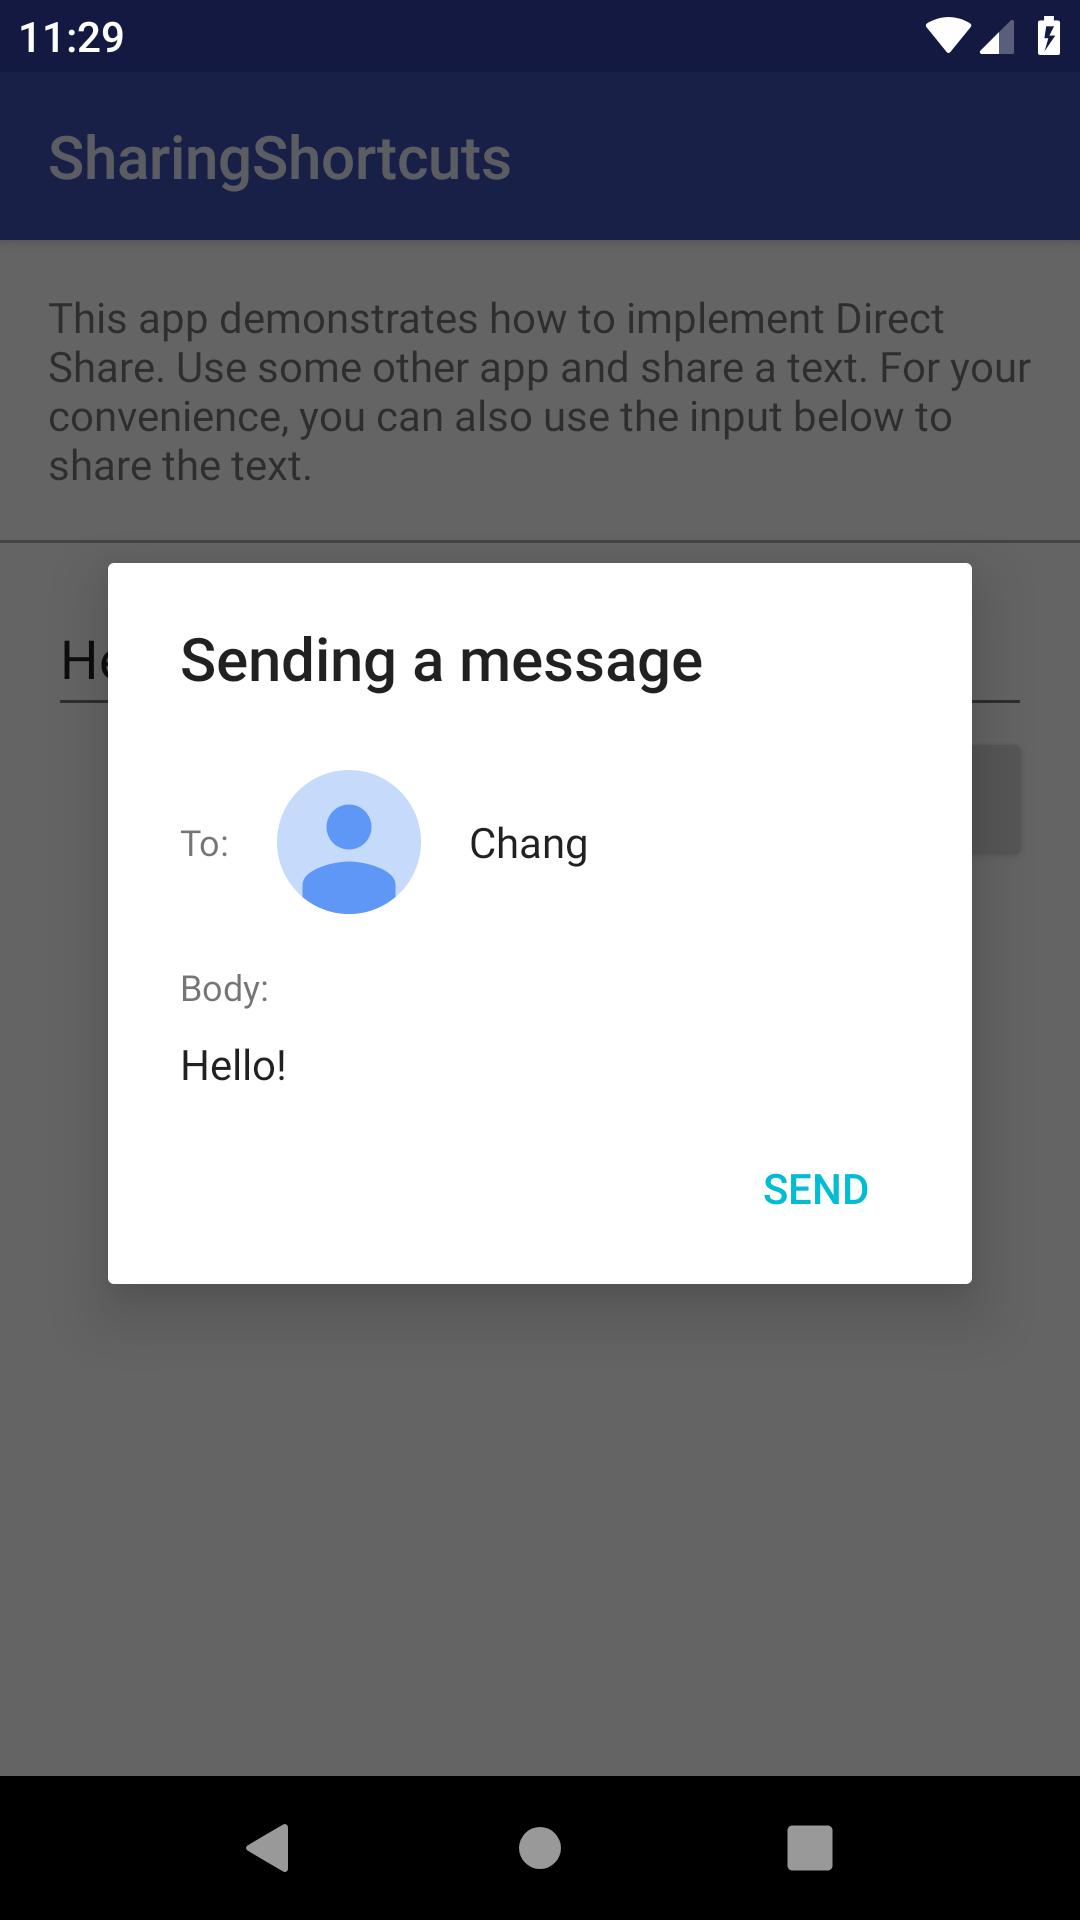 11:29
SharingShortcuts
This app demonstrates how to implement Direct
Share. Use some other app and share a text. For your
convenience, you can also use the input below to
share the text.
Sending a message
To:
Chang
Body:
Hello!
SEND